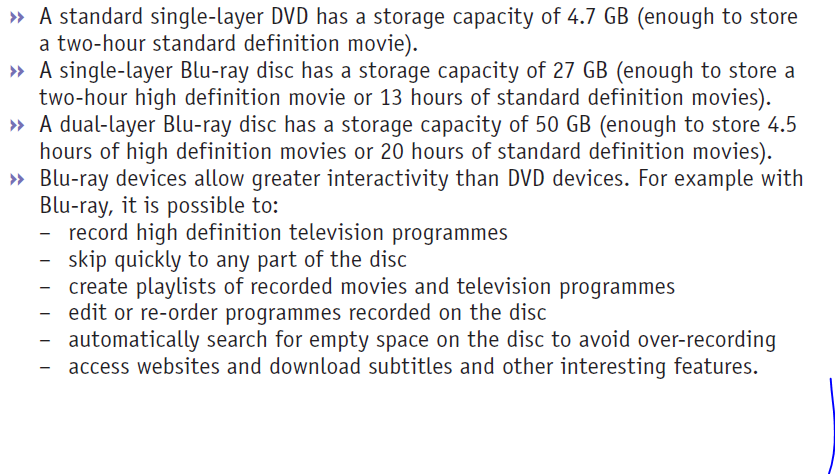 » A standard single-layer DVD has a storage capacity of 4.7 GB (enough to store
a two-hour standard definition movie).
» A single-layer Blu-ray disc has a storage capacity of 27 GB (enough to store a
two-hour high definition movie or 13 hours of standard definition movies).
» A dual-layer Blu-ray disc has a storage capacity of 50 GB (enough to store 4.5
hours of high definition movies or 20 hours of standard definition movies).
» Blu-ray devices allow greater interactivity than DVD devices. For example with
Blu-ray, it is possible to:
– record high definition television programmes
– skip quickly to any part of the disc
– create playlists of recorded movies and television programmes
– edit or re-order programmes recorded on the disc
– automatically search for empty space on the disc to avoid over-recording
– access websites and download subtitles and other interesting features.